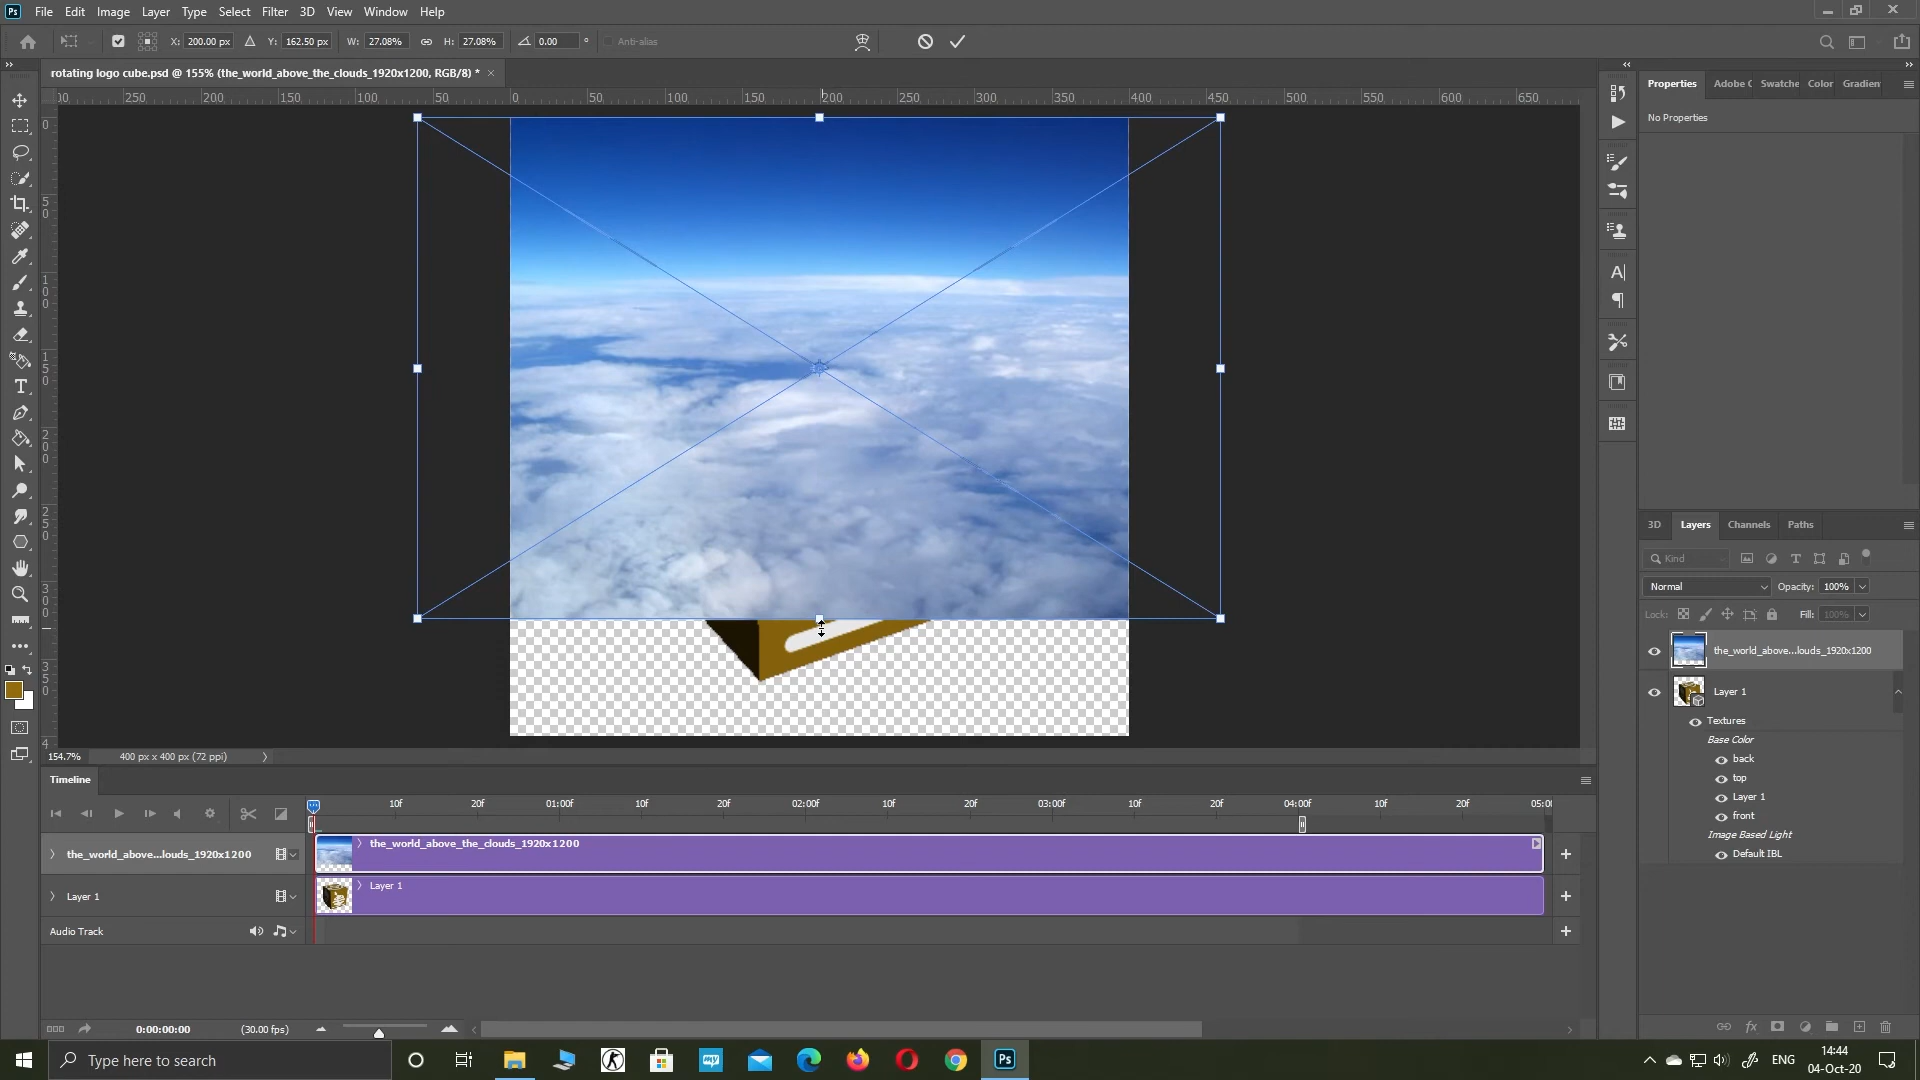 Ps File Edit Image Layer Type Select Filter 3D View Window Help
X: 200.00 px Y: 162.50 px W: 27.08% H: 27.08% 0.00 ° Anti-alias
rotating logo cube.psd @ 155% (the_world_above_the_clouds_1920x1200, RGB/8) * ×
250 200 150 100 50 0 50 100 150 200 250 300 350 400 450 500 550 600 650
Properties Adobe C Swatche Color Gradien
No Properties
3D Layers Channels Paths
Kind
Normal Opacity: 100%
Lock: Fill: 100%
the_world_above...louds_1920x1200
Layer 1
Textures
Base Color
back
top
Layer 1
front
Image Based Light
Default IBL
154.7% 400 px x 400 px (72 ppi)
Timeline
10f 20f 01:00f 10f 20f 02:00f 10f 20f 03:00f 10f 20f 04:00f 10f 20f 05:00
the_world_above...louds_1920x1200 the_world_above_the_clouds_1920x1200
Layer 1 Layer 1
Audio Track
0:00:00:00 (30.00 fps)
Type here to search
my
Ps
ENG
14:44
04-Oct-20